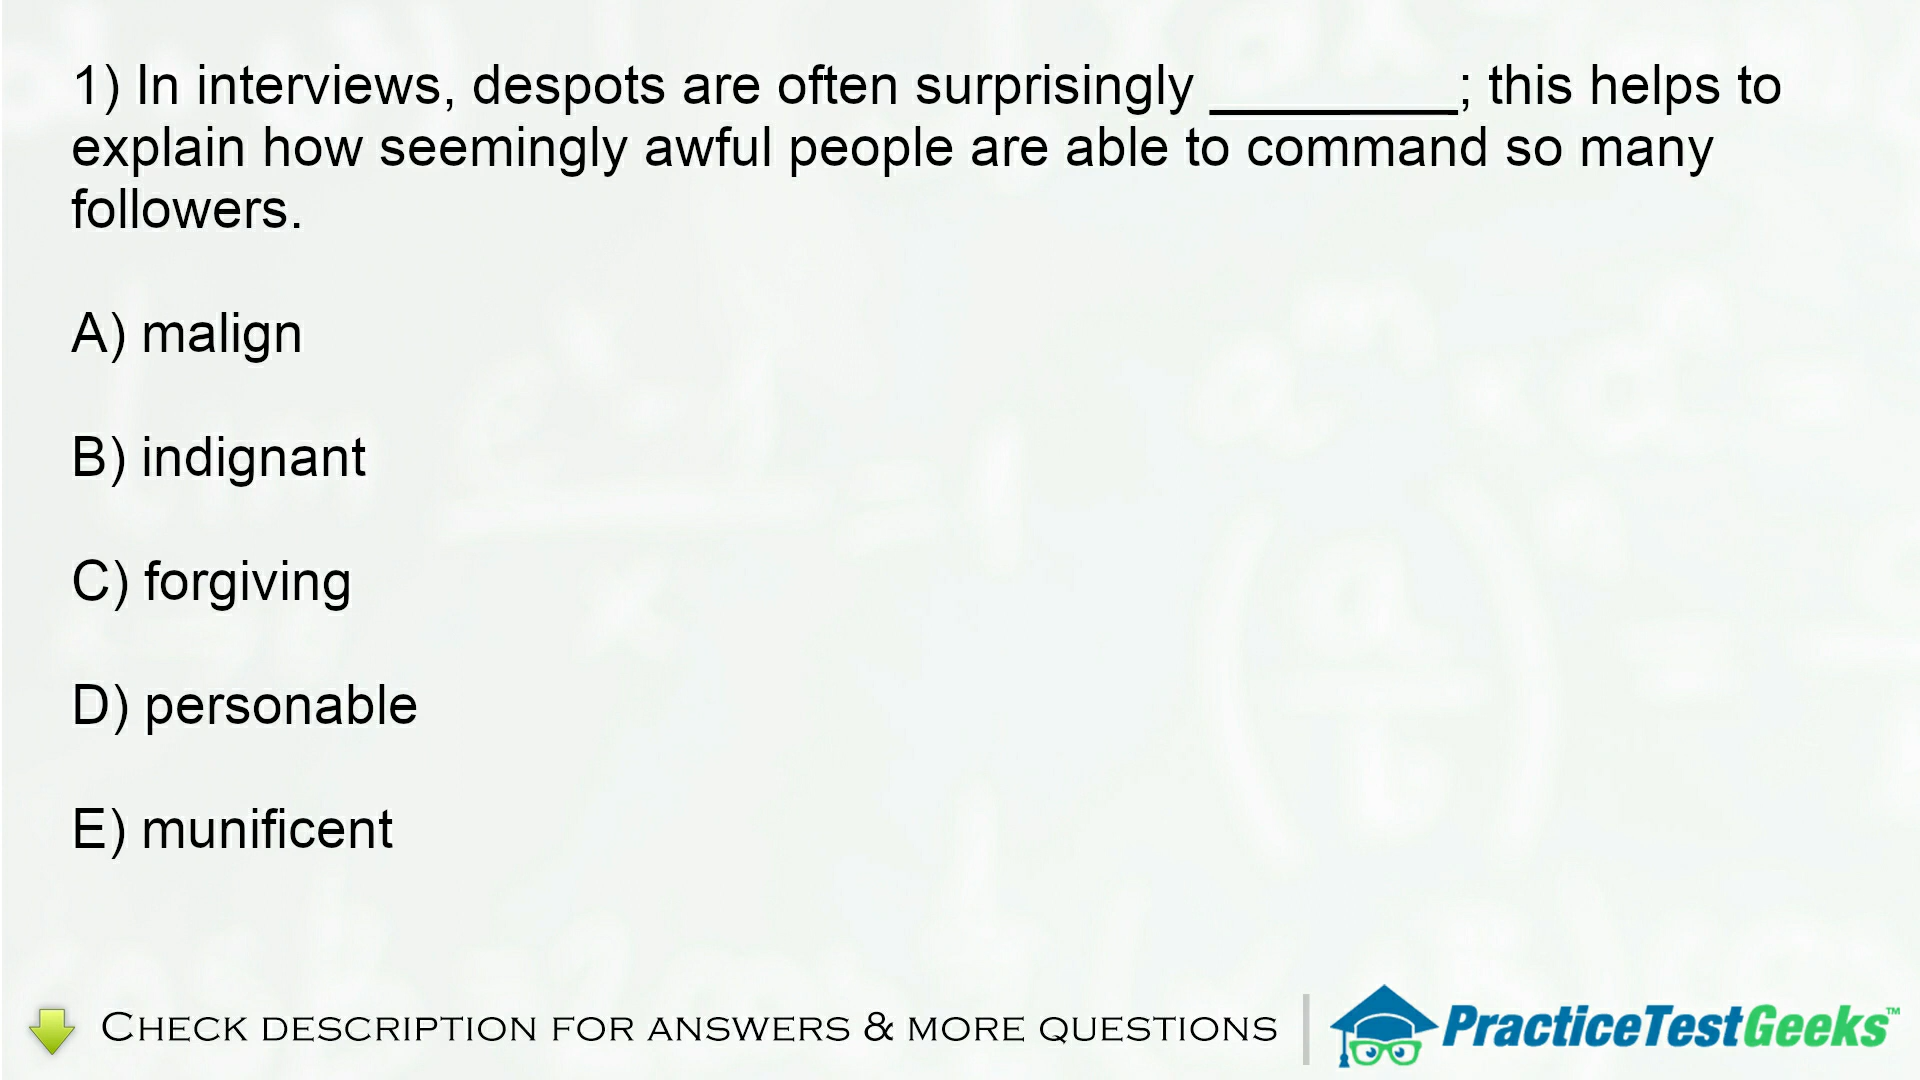 1) In interviews, despots are often surprisingly ________; this helps to
explain how seemingly awful people are able to command so many
followers.
A) malign
B) indignant
C) forgiving
D) personable
E) munificent
Check description for answers & more questions
PracticeTestGeeks™